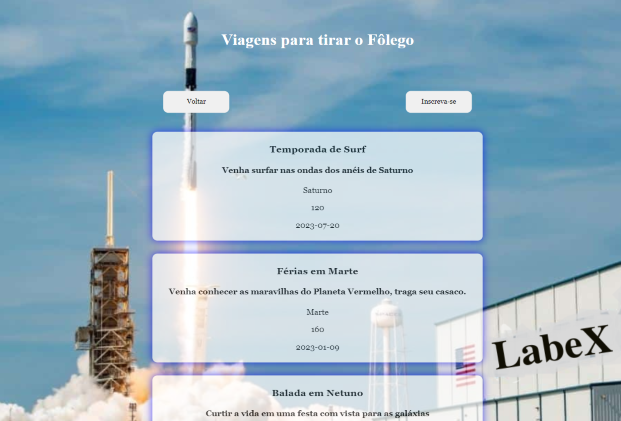 Viagens para tirar o Fôlego
Voltar
Inscreva-se
Temporada de Surf
Venha surfar nas ondas dos anéis de Saturno
Saturno
120
2023-07-20
Férias em Marte
Venha conhecer as maravilhas do Planeta Vermelho, traga seu casaco.
Marte
160
2023-01-09
LabeX
Balada em Netuno
Curtir a vida em uma festa com vista para as galáxias